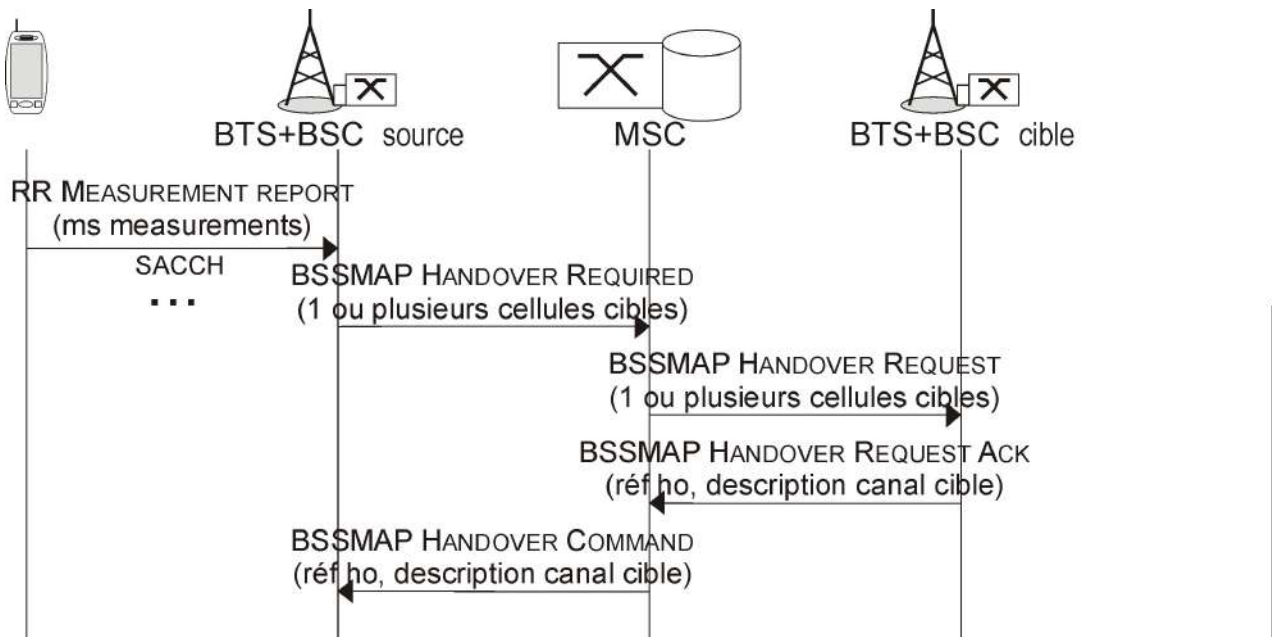 BTS+BSC source
MSC
BTS+BSC cible
RR MEASUREMENT REPORT
(ms measurements)
SACCH
...
BSSMAP HANDOVER REQUIRED
(1 ou plusieurs cellules cibles)
BSSMAP HANDOVER REQUEST
(1 ou plusieurs cellules cibles)
BSSMAP HANDOVER REQUEST ACK
(réf ho, description canal cible)
BSSMAP HANDOVER COMMAND
(réf ho, description canal cible)